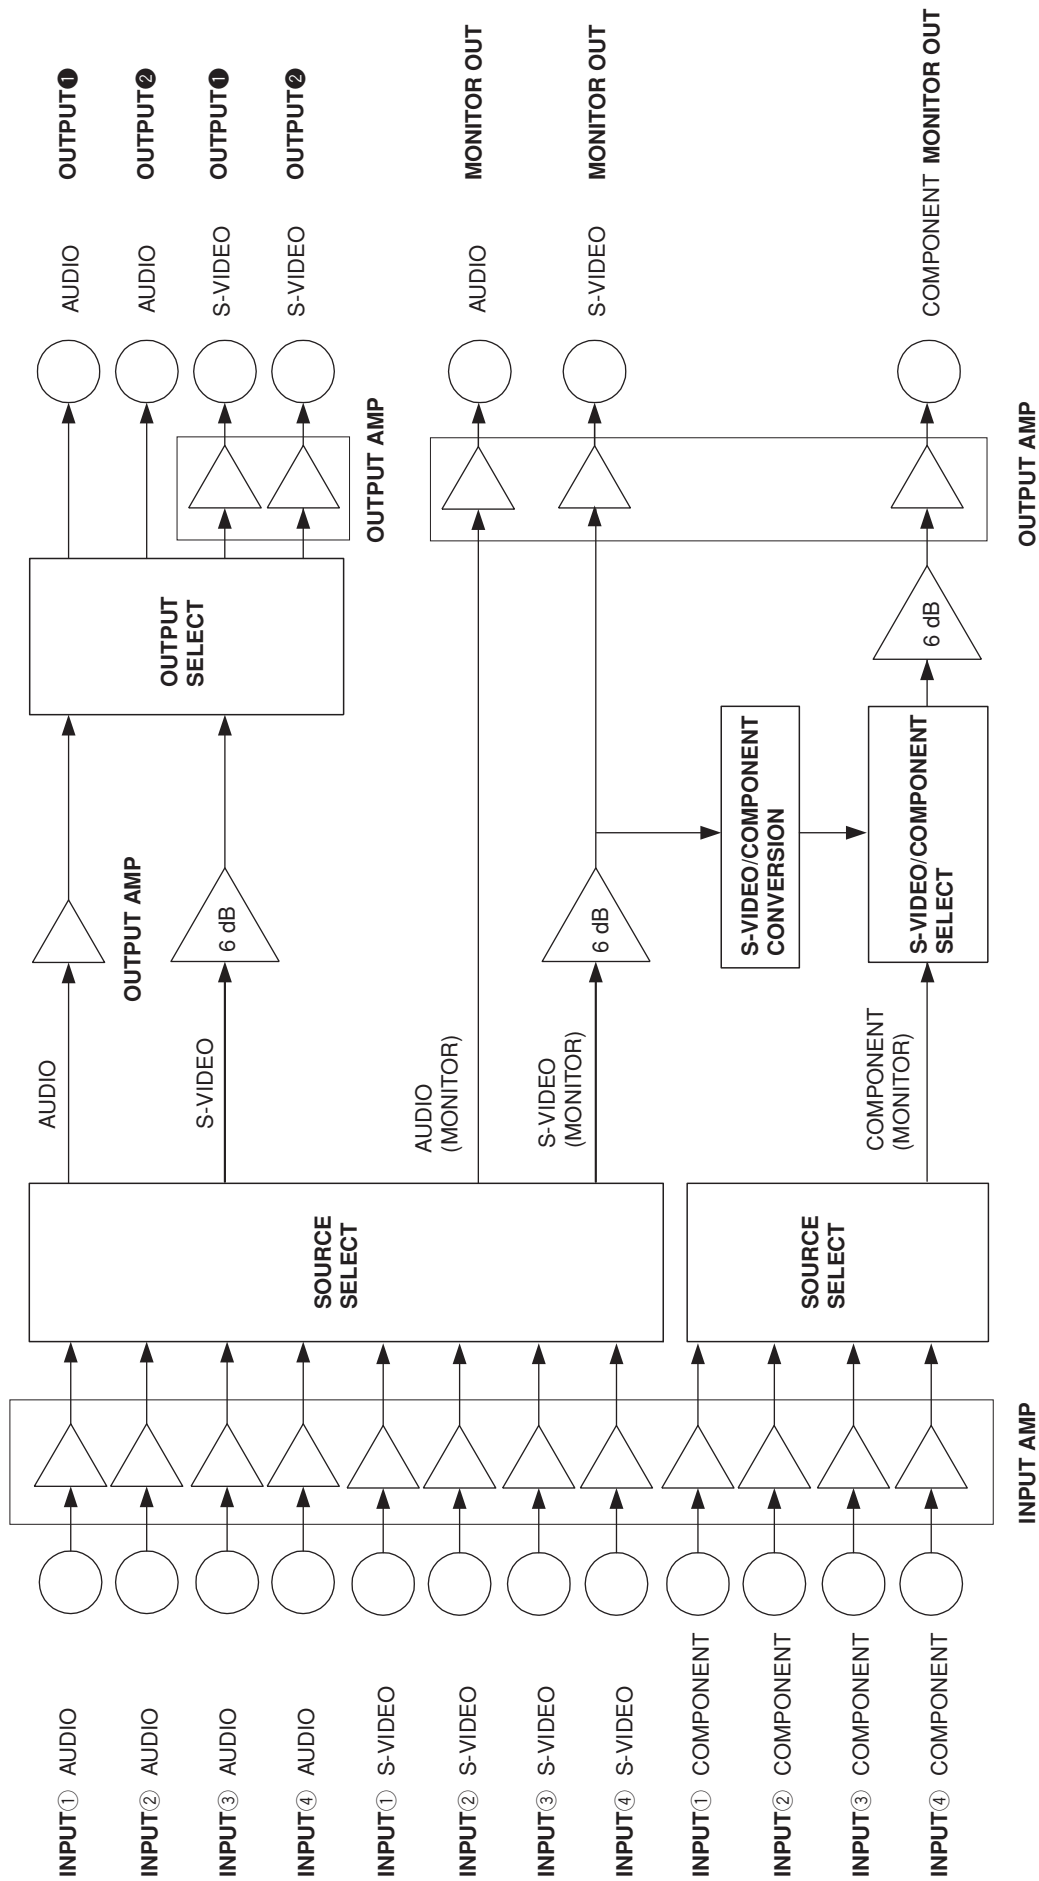 INPUT① AUDIO
INPUT② AUDIO
INPUT③ AUDIO
INPUT④ AUDIO
INPUT① S-VIDEO
INPUT② S-VIDEO
INPUT③ S-VIDEO
INPUT④ S-VIDEO
INPUT① COMPONENT
INPUT② COMPONENT
INPUT③ COMPONENT
INPUT④ COMPONENT
INPUT AMP
SOURCE
SELECT
SOURCE
SELECT
AUDIO
S-VIDEO
AUDIO
(MONITOR)
S-VIDEO
(MONITOR)
COMPONENT
(MONITOR)
OUTPUT AMP
6 dB
6 dB
S-VIDEO/COMPONENT
CONVERSION
S-VIDEO/COMPONENT
SELECT
OUTPUT
SELECT
6 dB
OUTPUT AMP
OUTPUT AMP
AUDIO OUTPUT❶
AUDIO OUTPUT❷
S-VIDEO OUTPUT❶
S-VIDEO OUTPUT❷
AUDIO MONITOR OUT
S-VIDEO MONITOR OUT
COMPONENT MONITOR OUT